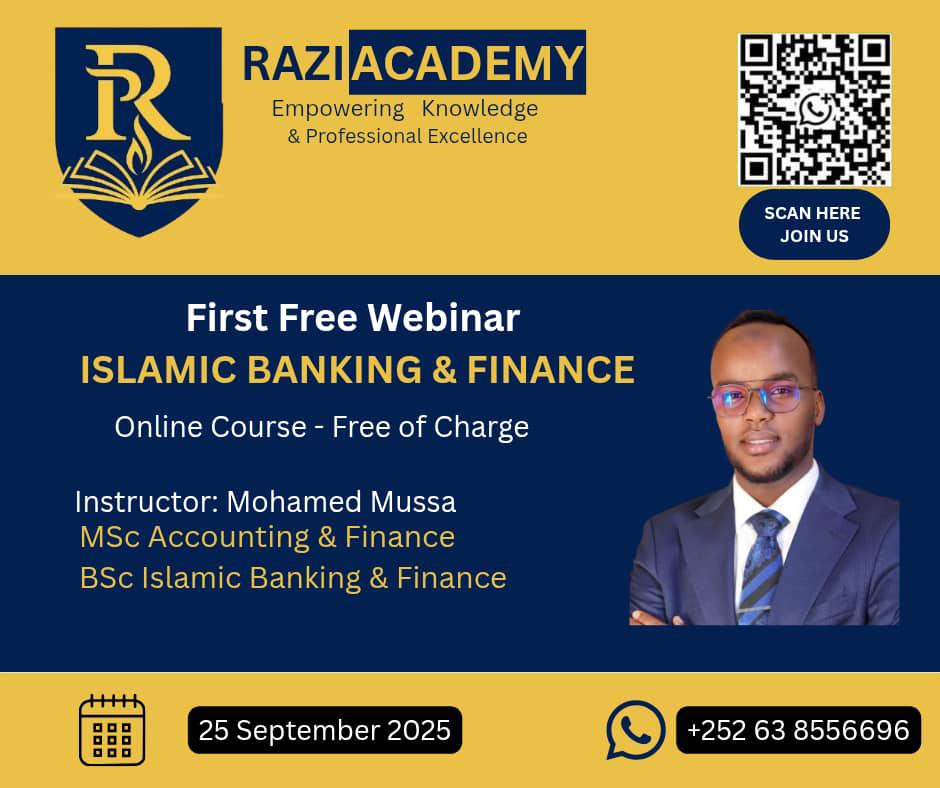 R
RAZI ACADEMY
Empowering Knowledge
& Professional Excellence
SCAN HERE
JOIN US
First Free Webinar
ISLAMIC BANKING & FINANCE
Online Course - Free of Charge
Instructor: Mohamed Mussa
MSc Accounting & Finance
BSc Islamic Banking & Finance
25 September 2025
+252 63 8556696